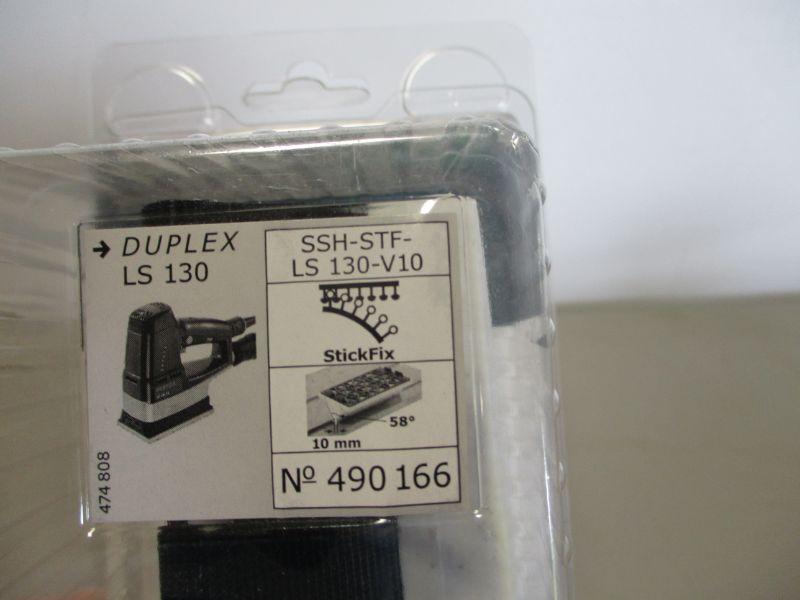 → DUPLEX
LS 130
SSH-STF-
LS 130-V10
StickFix
58°
10 mm
Nº 490 166
474 808